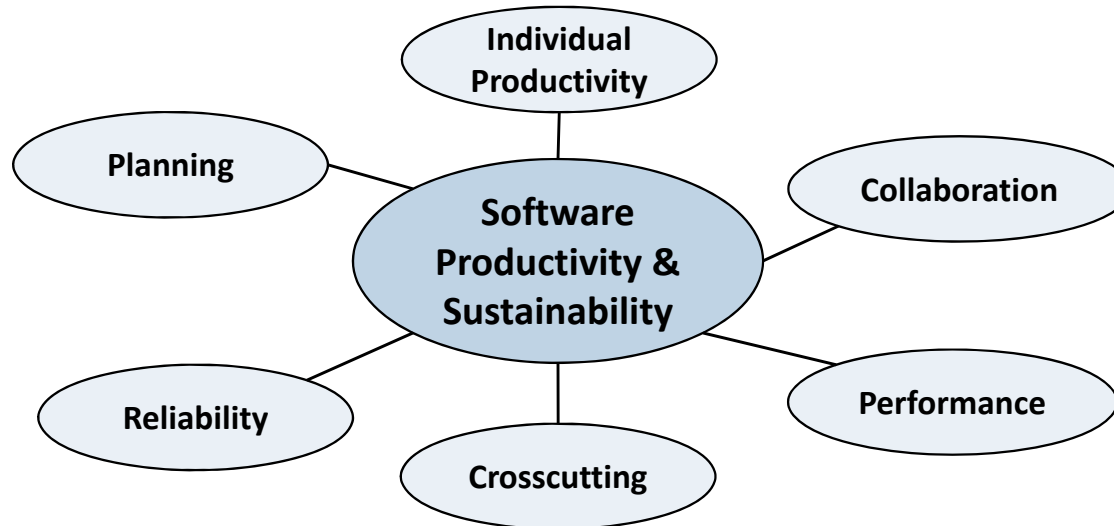 Individual
Productivity
Planning
Collaboration
Software
Productivity &
Sustainability
Reliability
Performance
Crosscutting